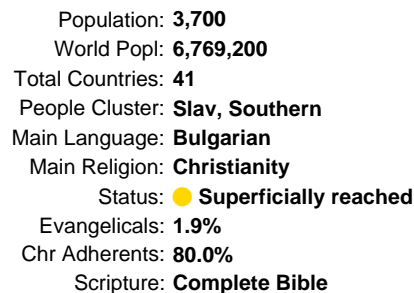 Population: 3,700
World Popl: 6,769,200
Total Countries: 41
People Cluster: Slav, Southern
Main Language: Bulgarian
Main Religion: Christianity
Status: Superficially reached
Evangelicals: 1.9%
Chr Adherents: 80.0%
Scripture: Complete Bible